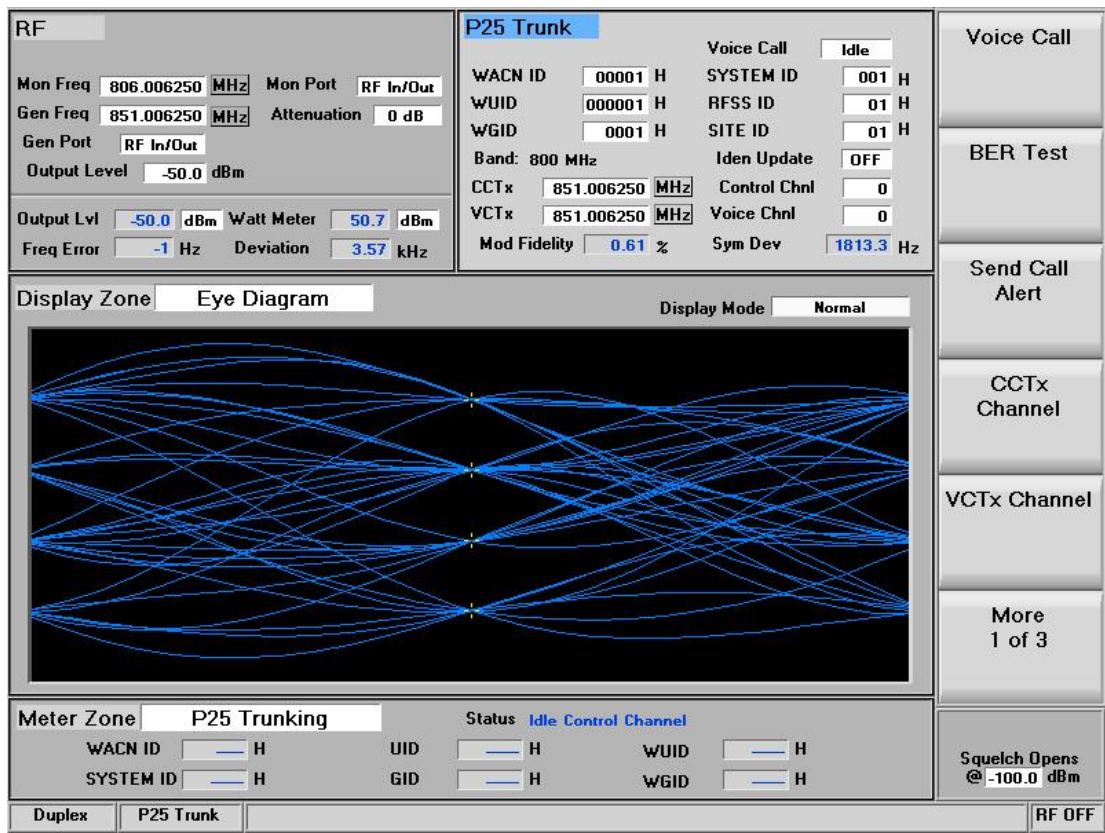 RF
Mon Freq 806.006250 MHz Mon Port RF In/Out
Gen Freq 851.006250 MHz Attenuation 0 dB
Gen Port RF In/Out
Output Level -50.0 dBm
Output Lvl -50.0 dBm Watt Meter 50.7 dBm
Freq Error -1 Hz Deviation 3.57 kHz
P25 Trunk
Voice Call Idle
WACN ID 00001 H SYSTEM ID 001 H
WUID 000001 H RFSS ID 01 H
WGID 0001 H SITE ID 01 H
Band: 800 MHz Iden Update OFF
CCTx 851.006250 MHz Control Chnl 0
VCTx 851.006250 MHz Voice Chnl 0
Mod Fidelity 0.61 % Sym Dev 1813.3 Hz
Display Zone Eye Diagram
Display Mode Normal
Meter Zone P25 Trunking Status Idle Control Channel
WACN ID H UID H WUID H
SYSTEM ID H GID H WGID H
Voice Call
BER Test
Send Call
Alert
CCTx
Channel
VCTx Channel
More
1 of 3
Squelch Opens
@ -100.0 dBm
Duplex P25 Trunk RF OFF